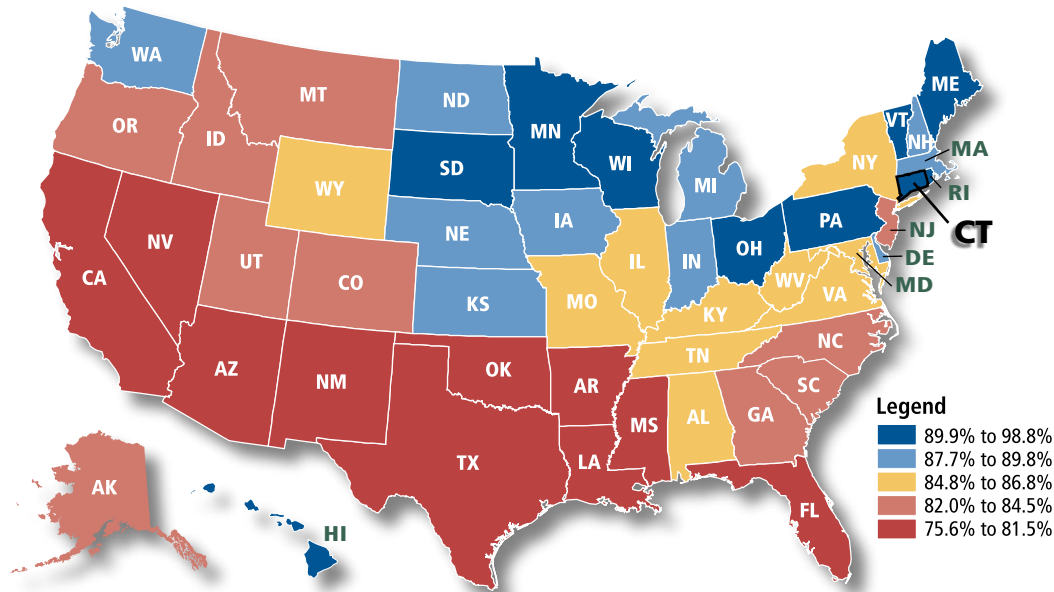 WA
MT
ND
MN
ME
VT
NH
OR
ID
SD
WI
MI
NY
MA
RI
WY
IA
PA
CT
NJ
NE
OH
DE
NV
UT
IL
IN
MD
CA
CO
KS
MO
WV
VA
KY
NC
TN
AZ
NM
OK
AR
SC
MS
AL
GA
TX
LA
FL
AK
HI
Legend
89.9% to 98.8%
87.7% to 89.8%
84.8% to 86.8%
82.0% to 84.5%
75.6% to 81.5%